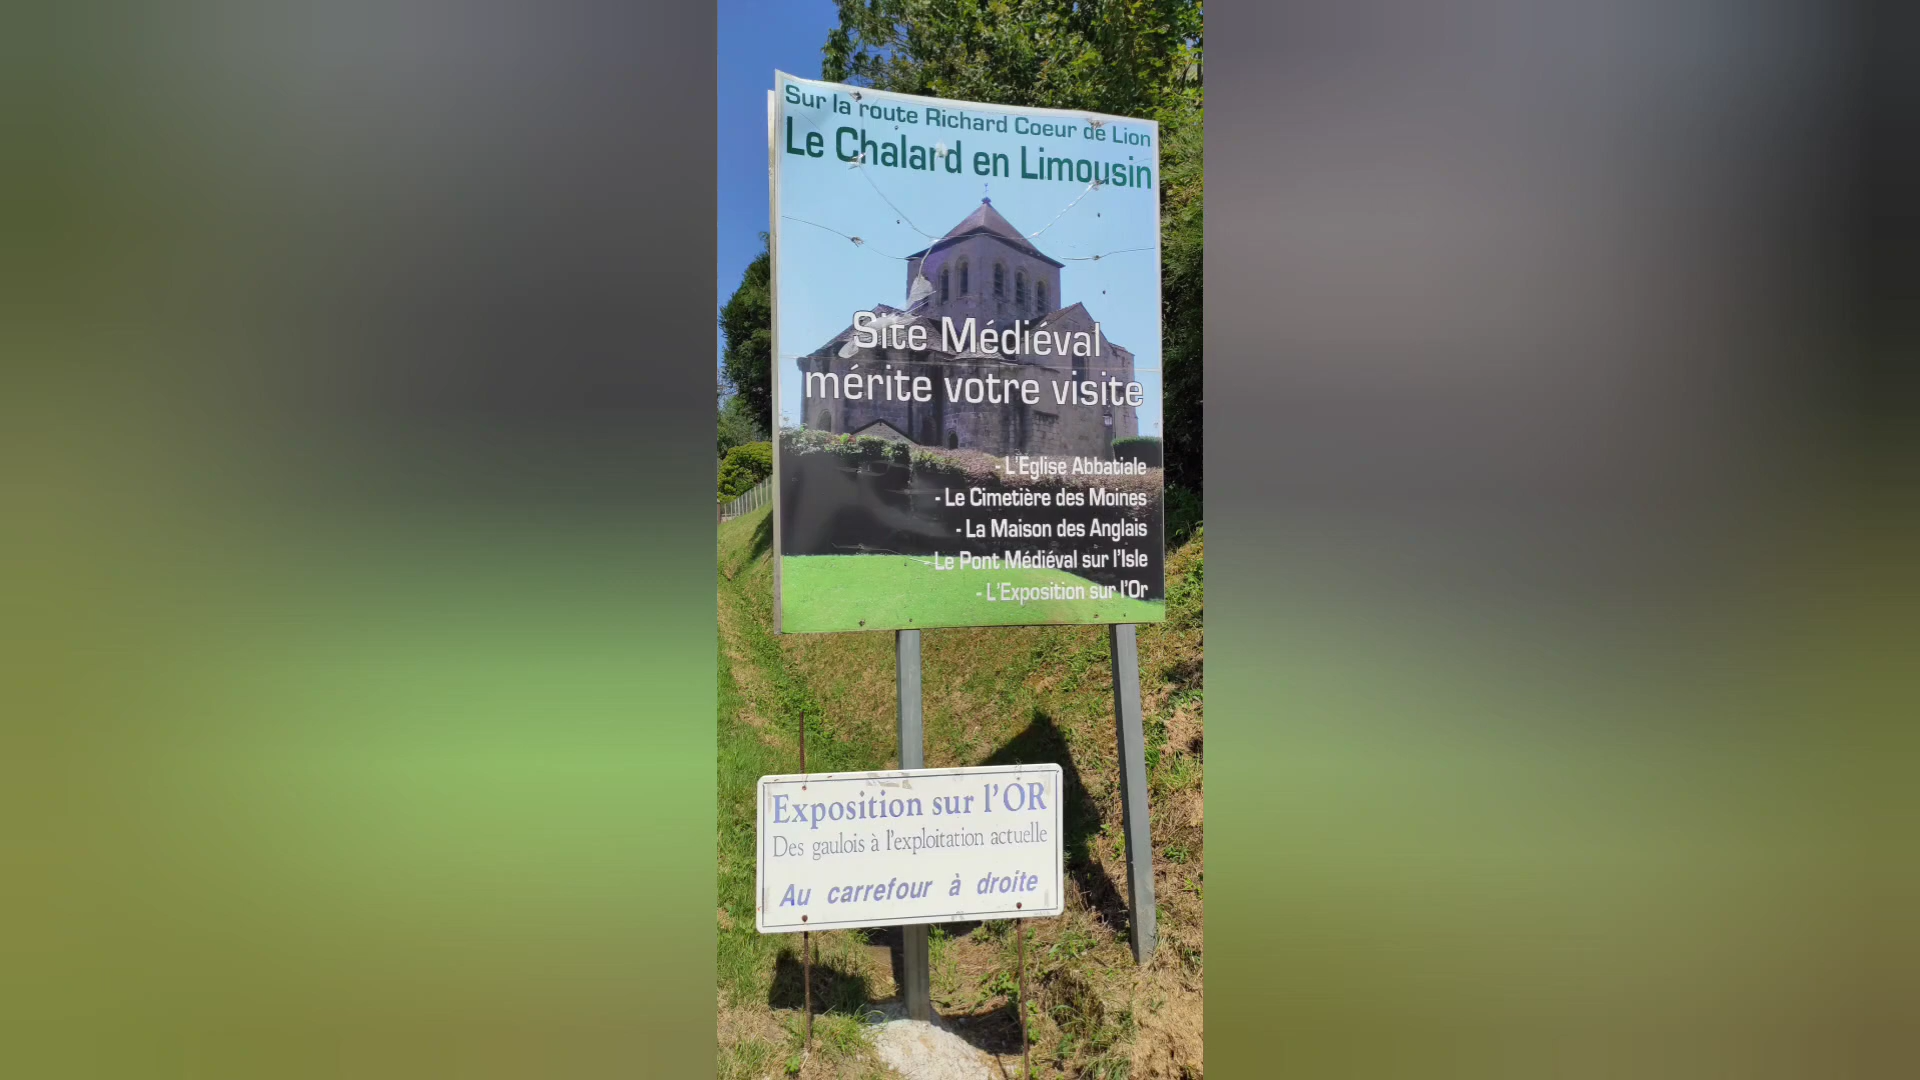 Sur la route Richard Coeur de Lion
Le Chalard en Limousin
Site Médiéval
mérite votre visite
- L'Eglise Abbatiale
- Le Cimetière des Moines
- La Maison des Anglais
- Le Pont Médiéval sur l'Isle
- L'Exposition sur l'Or
Exposition sur l'OR
Des gaulois à l'exploitation actuelle
Au carrefour à droite